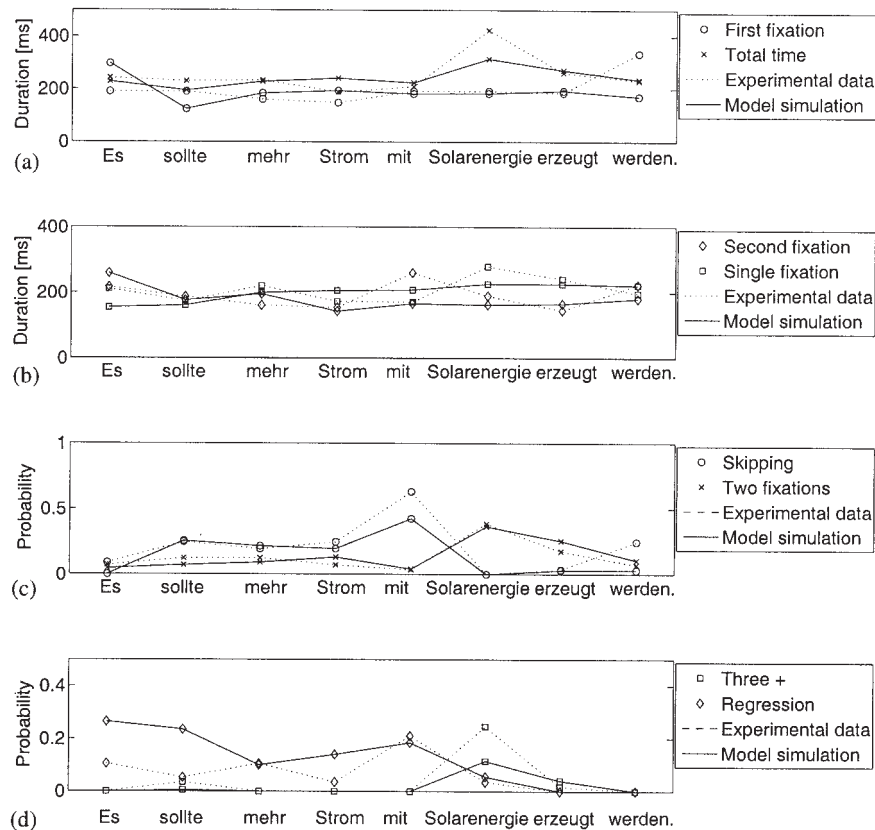 400
200
0
Duration [ms]
Es sollte mehr Strom mit Solarenergie erzeugt werden.
(a)
First fixation
Total time
Experimental data
Model simulation
400
200
0
Duration [ms]
Es sollte mehr Strom mit Solarenergie erzeugt werden.
(b)
Second fixation
Single fixation
Experimental data
Model simulation
1
0.5
0
Probability
Es sollte mehr Strom mit Solarenergie erzeugt werden.
(c)
Skipping
Two fixations
Experimental data
Model simulation
0.4
0.2
0
Probability
Es sollte mehr Strom mit Solarenergie erzeugt werden.
(d)
Three +
Regression
Experimental data
Model simulation